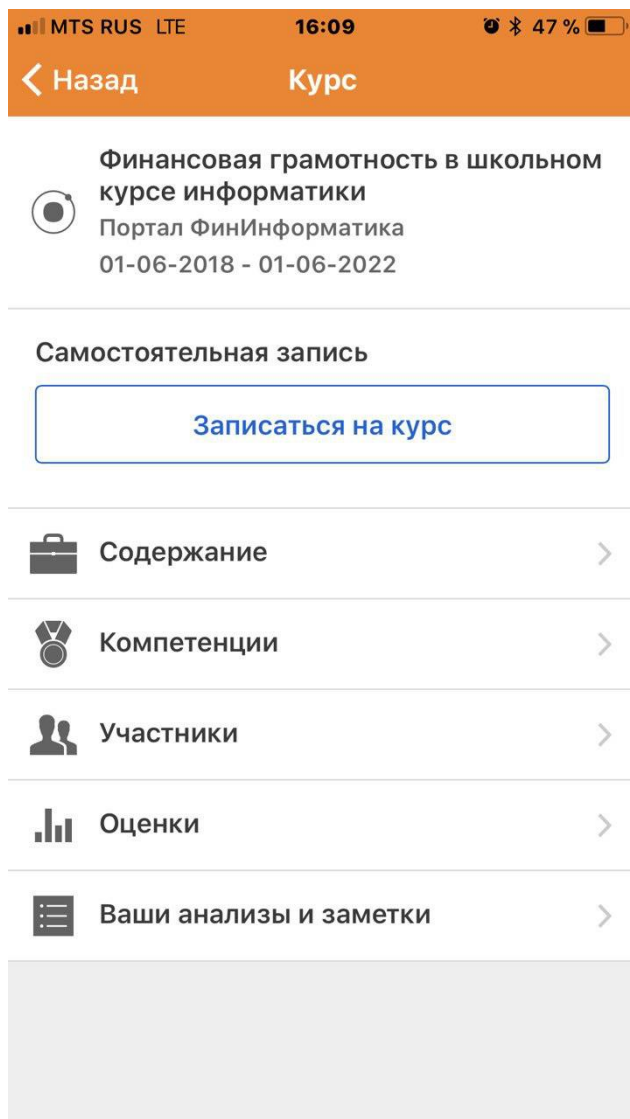 MTS RUS LTE 16:09 47 %
Назад Курс
Финансовая грамотность в школьном
курсе информатики
Портал ФинИнформатика
01-06-2018 - 01-06-2022
Самостоятельная запись
Записаться на курс
Содержание
Компетенции
Участники
Оценки
Ваши анализы и заметки